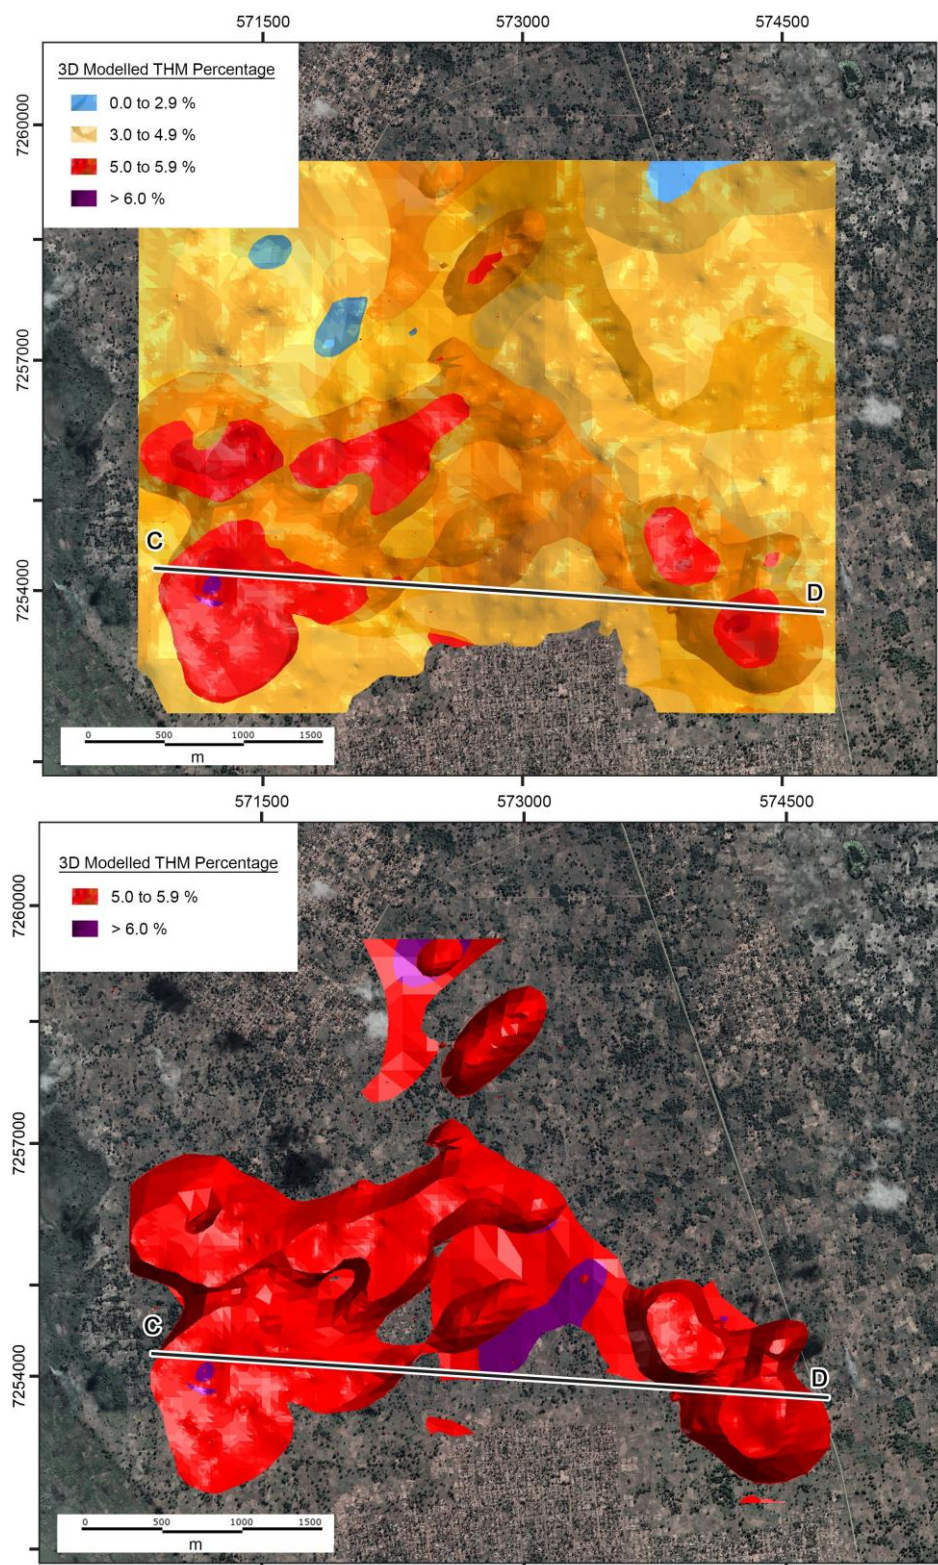 571500 573000 574500
3D Modelled THM Percentage
0.0 to 2.9 %
3.0 to 4.9 %
5.0 to 5.9 %
> 6.0 %
7260000
7257000
C
7254000
D
0 500 1000 1500
m
571500 573000 574500
3D Modelled THM Percentage
5.0 to 5.9 %
> 6.0 %
7260000
7257000
C
7254000
D
0 500 1000 1500
m